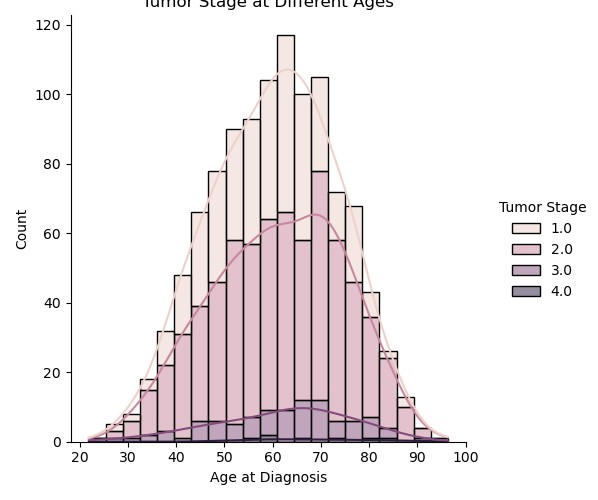 Tumor Stage at Different Ages
120
100
80
60
40
20
0
Count
20 30 40 50 60 70 80 90 100
Age at Diagnosis
Tumor Stage
1.0
2.0
3.0
4.0